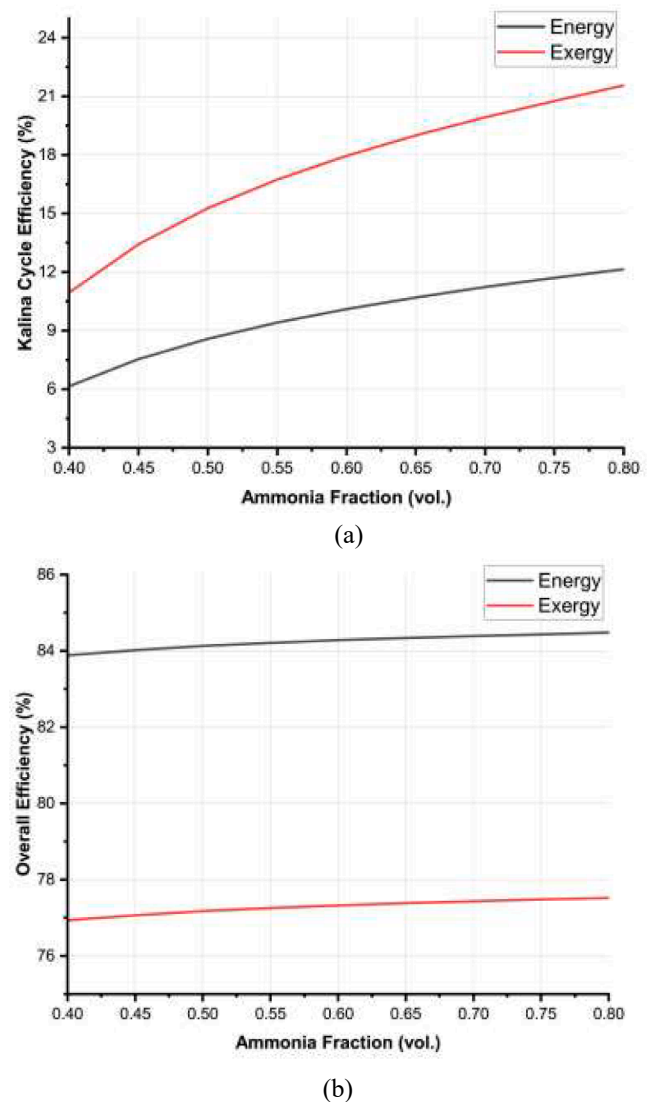 Energy
Exergy
Kalina Cycle Efficiency (%)
24
21
18
15
12
9
6
3
0.40 0.45 0.50 0.55 0.60 0.65 0.70 0.75 0.80
Ammonia Fraction (vol.)
(a)
Energy
Exergy
Overall Efficiency (%)
86
84
82
80
78
76
0.40 0.45 0.50 0.55 0.60 0.65 0.70 0.75 0.80
Ammonia Fraction (vol.)
(b)